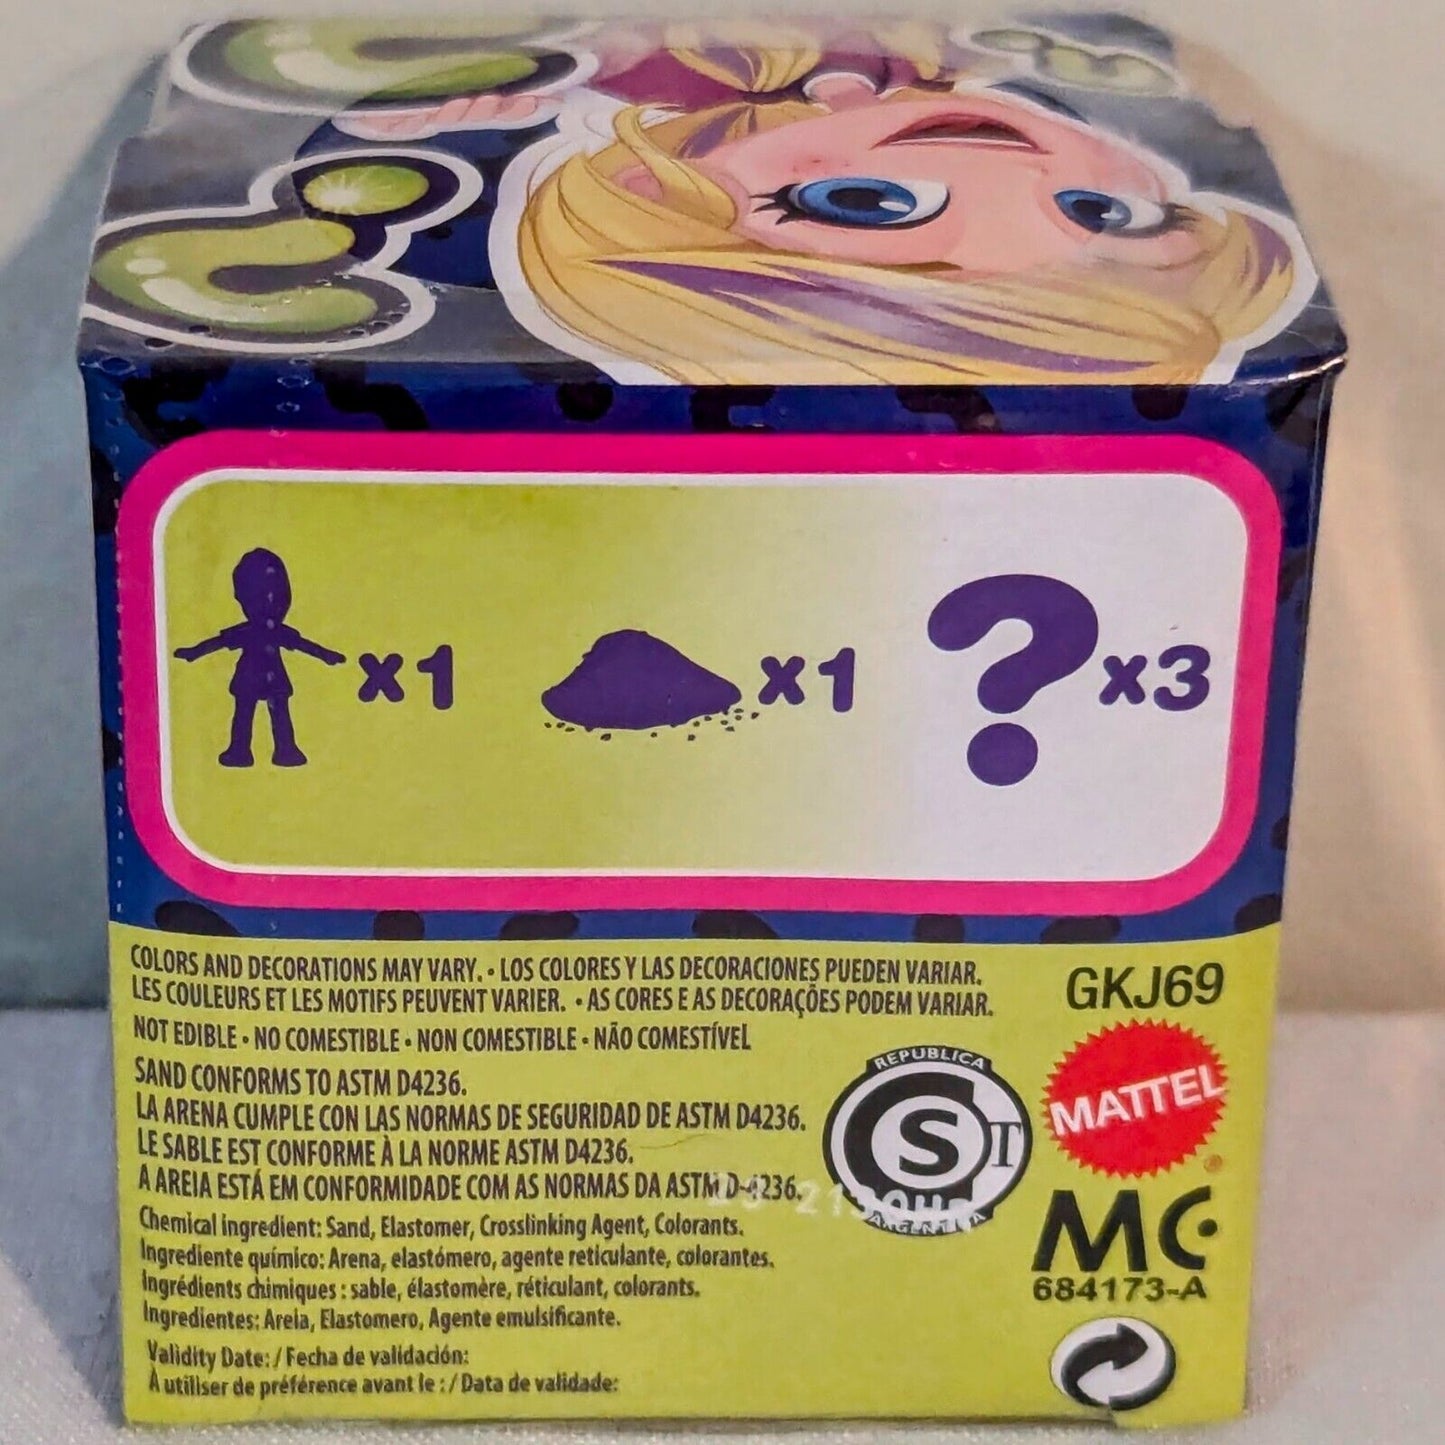 x1
x1
?x3
COLORS AND DECORATIONS MAY VARY. • LOS COLORES Y LAS DECORACIONES PUEDEN VARIAR.
LES COULEURS ET LES MOTIFS PEUVENT VARIER. • AS CORES E AS DECORAÇÕES PODEM VARIAR.
NOT EDIBLE • NO COMESTIBLE • NON COMESTIBLE • NÃO COMESTÍVEL
SAND CONFORMS TO ASTM D4236.
LA ARENA CUMPLE CON LAS NORMAS DE SEGURIDAD DE ASTM D4236.
LE SABLE EST CONFORME À LA NORME ASTM D4236.
A AREIA ESTÁ EM CONFORMIDADE COM AS NORMAS DA ASTM D-4236.
Chemical ingredient: Sand, Elastomer, Crosslinking Agent, Colorants.
Ingrediente químico: Arena, elastómero, agente reticulante, colorantes.
Ingrédients chimiques : sable, élastomère, réticulant, colorants.
Ingredientes: Areia, Elastomero, Agente emulsificante.
Validity Date: / Fecha de validación:
À utiliser de préférence avant le : / Data de validade:
REPUBLICA
S
T
ARGENTINA
GKJ69
MATTEL
MC
684173-A